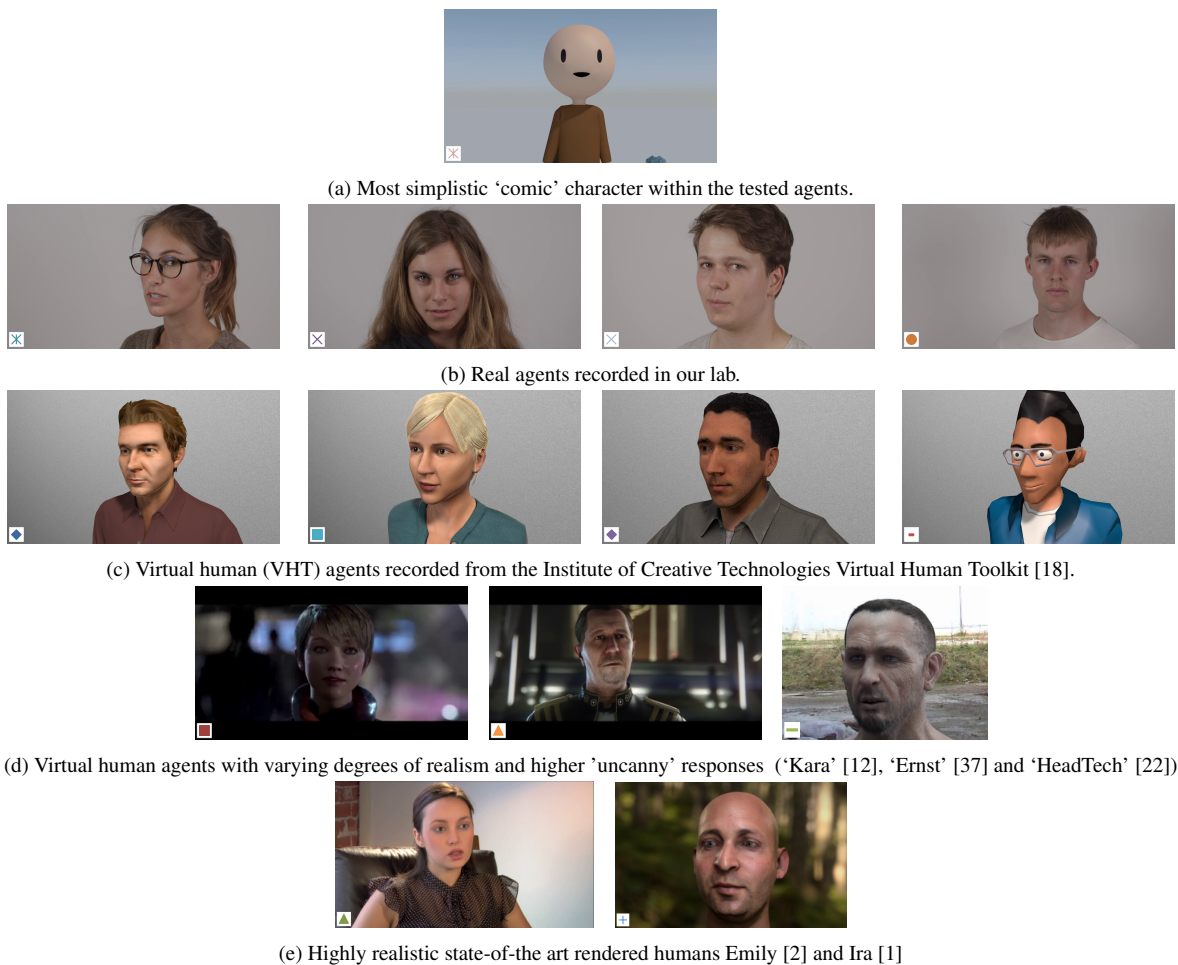 (a) Most simplistic ‘comic’ character within the tested agents.
(b) Real agents recorded in our lab.
(c) Virtual human (VHT) agents recorded from the Institute of Creative Technologies Virtual Human Toolkit [18].
(d) Virtual human agents with varying degrees of realism and higher ’uncanny’ responses (‘Kara’ [12], ‘Ernst’ [37] and ‘HeadTech’ [22])
(e) Highly realistic state-of-the art rendered humans Emily [2] and Ira [1]